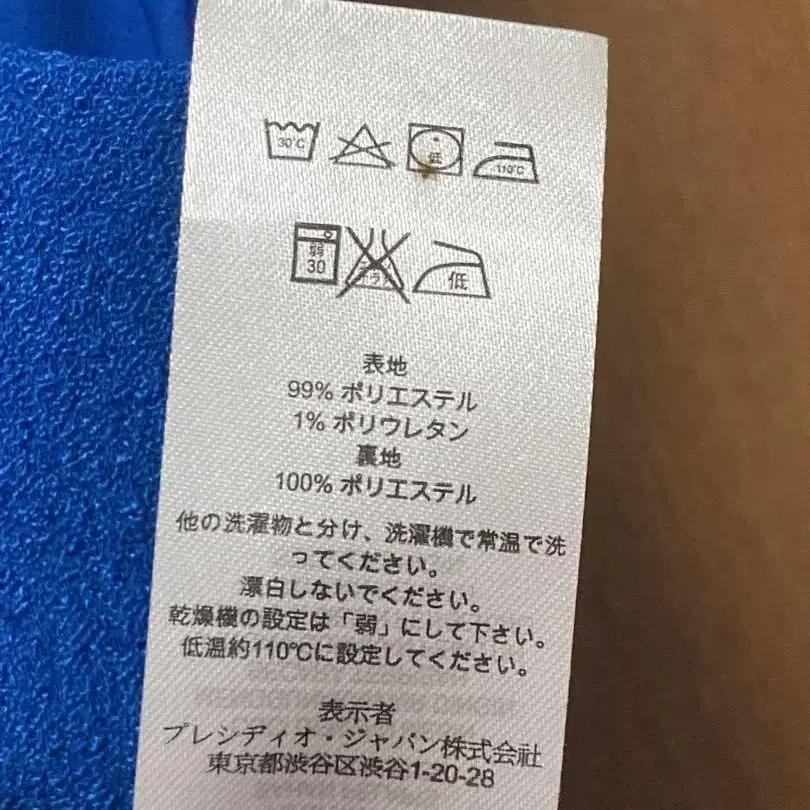 30℃ 低 110℃
弱 30 エンソサラシ 低
表地
99% ポリエステル
1% ポリウレタン
裏地
100% ポリエステル
他の洗濯物と分け、洗濯機で常温で洗
ってください。
漂白しないでください。
乾燥機の設定は「弱」にして下さい。
低温約110℃に設定してください。
表示者
プレシディオ・ジャパン株式会社
東京都渋谷区渋谷1-20-28